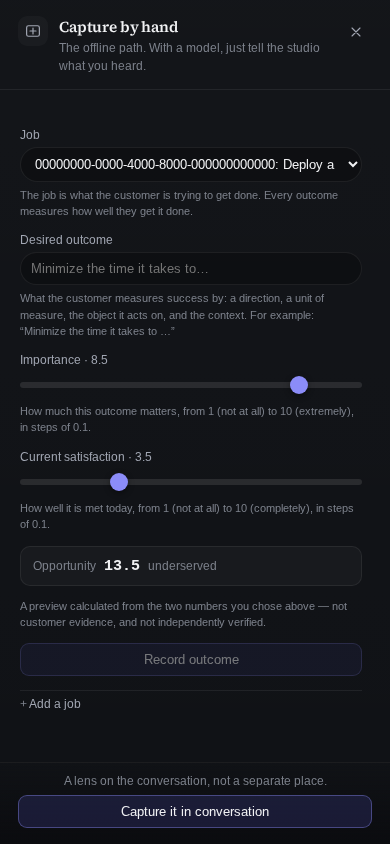 Capture by hand
The offline path. With a model, just tell the studio
what you heard.
Job
00000000-0000-4000-8000-000000000000: Deploy a
The job is what the customer is trying to get done. Every outcome
measures how well they get it done.
Desired outcome
Minimize the time it takes to…
What the customer measures success by: a direction, a unit of
measure, the object it acts on, and the context. For example:
“Minimize the time it takes to …”
Importance · 8.5
How much this outcome matters, from 1 (not at all) to 10 (extremely),
in steps of 0.1.
Current satisfaction · 3.5
How well it is met today, from 1 (not at all) to 10 (completely), in steps
of 0.1.
Opportunity 13.5 underserved
A preview calculated from the two numbers you chose above — not
customer evidence, and not independently verified.
Record outcome
+ Add a job
A lens on the conversation, not a separate place.
Capture it in conversation